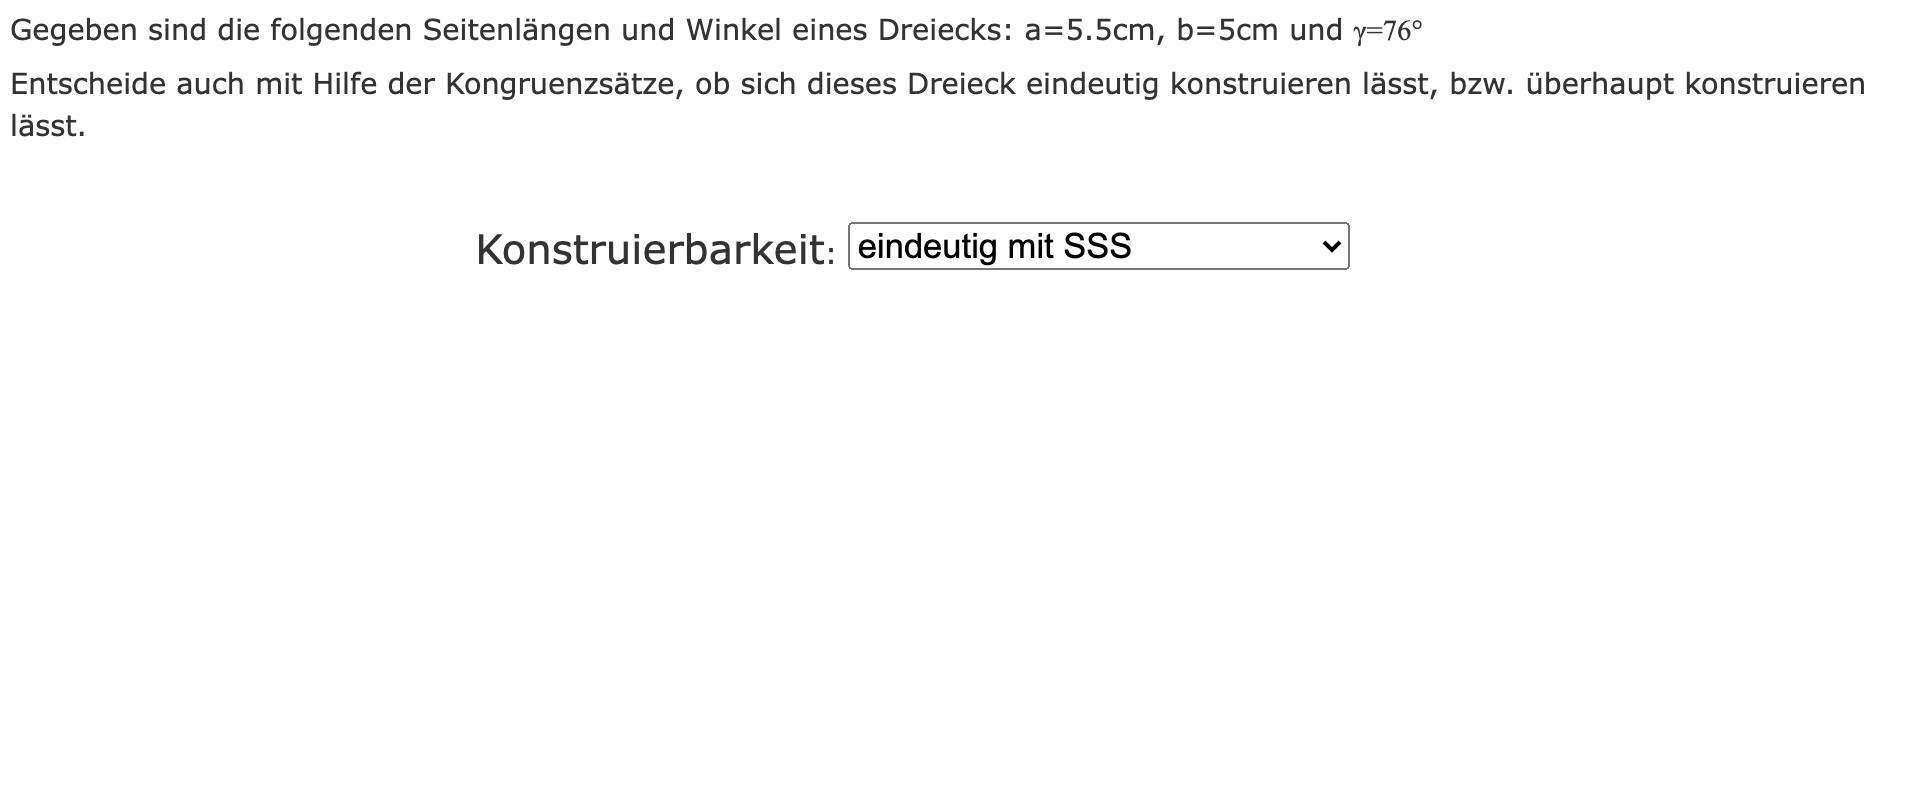 Gegeben sind die folgenden Seitenlängen und Winkel eines Dreiecks: a=5.5cm, b=5cm und γ=76°
Entscheide auch mit Hilfe der Kongruenzsätze, ob sich dieses Dreieck eindeutig konstruieren lässt, bzw. überhaupt konstruieren
lässt.
Konstruierbarkeit: eindeutig mit SSS